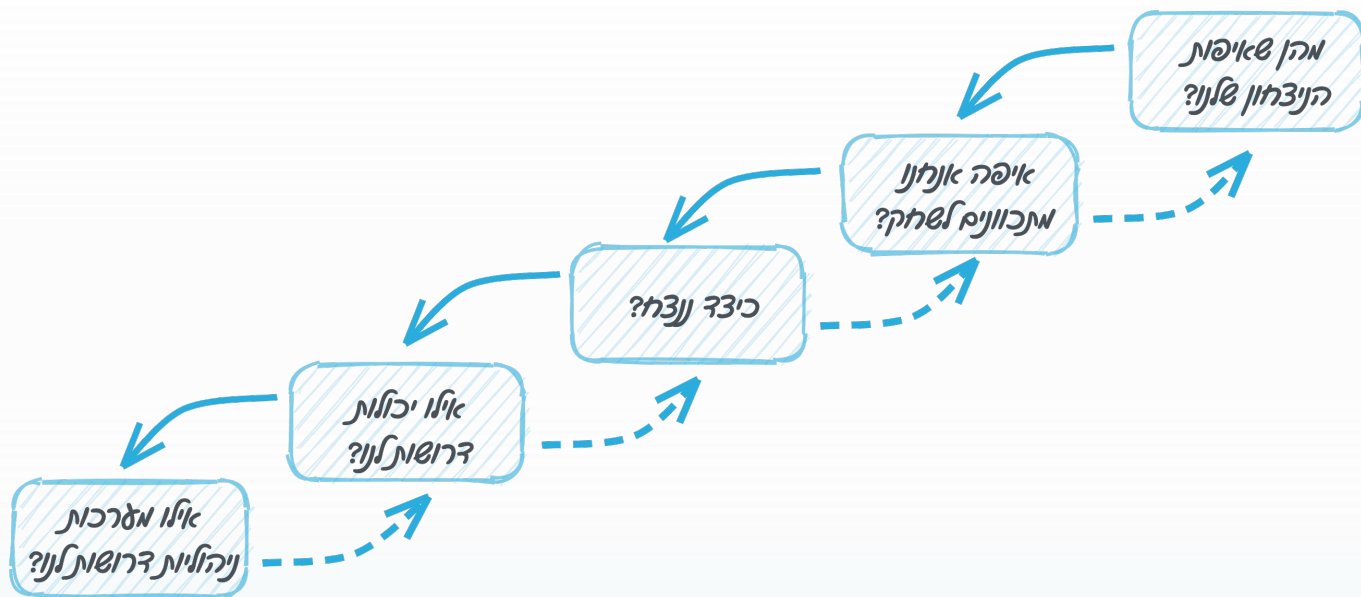 מהן שאיפות
הניצחון שלנו?
איפה אנחנו
מתכוונים לשחק?
כיצד ננצח?
אילו יכולות
דרושות לנו?
אילו מערכות
ניהוליות דרושות לנו?